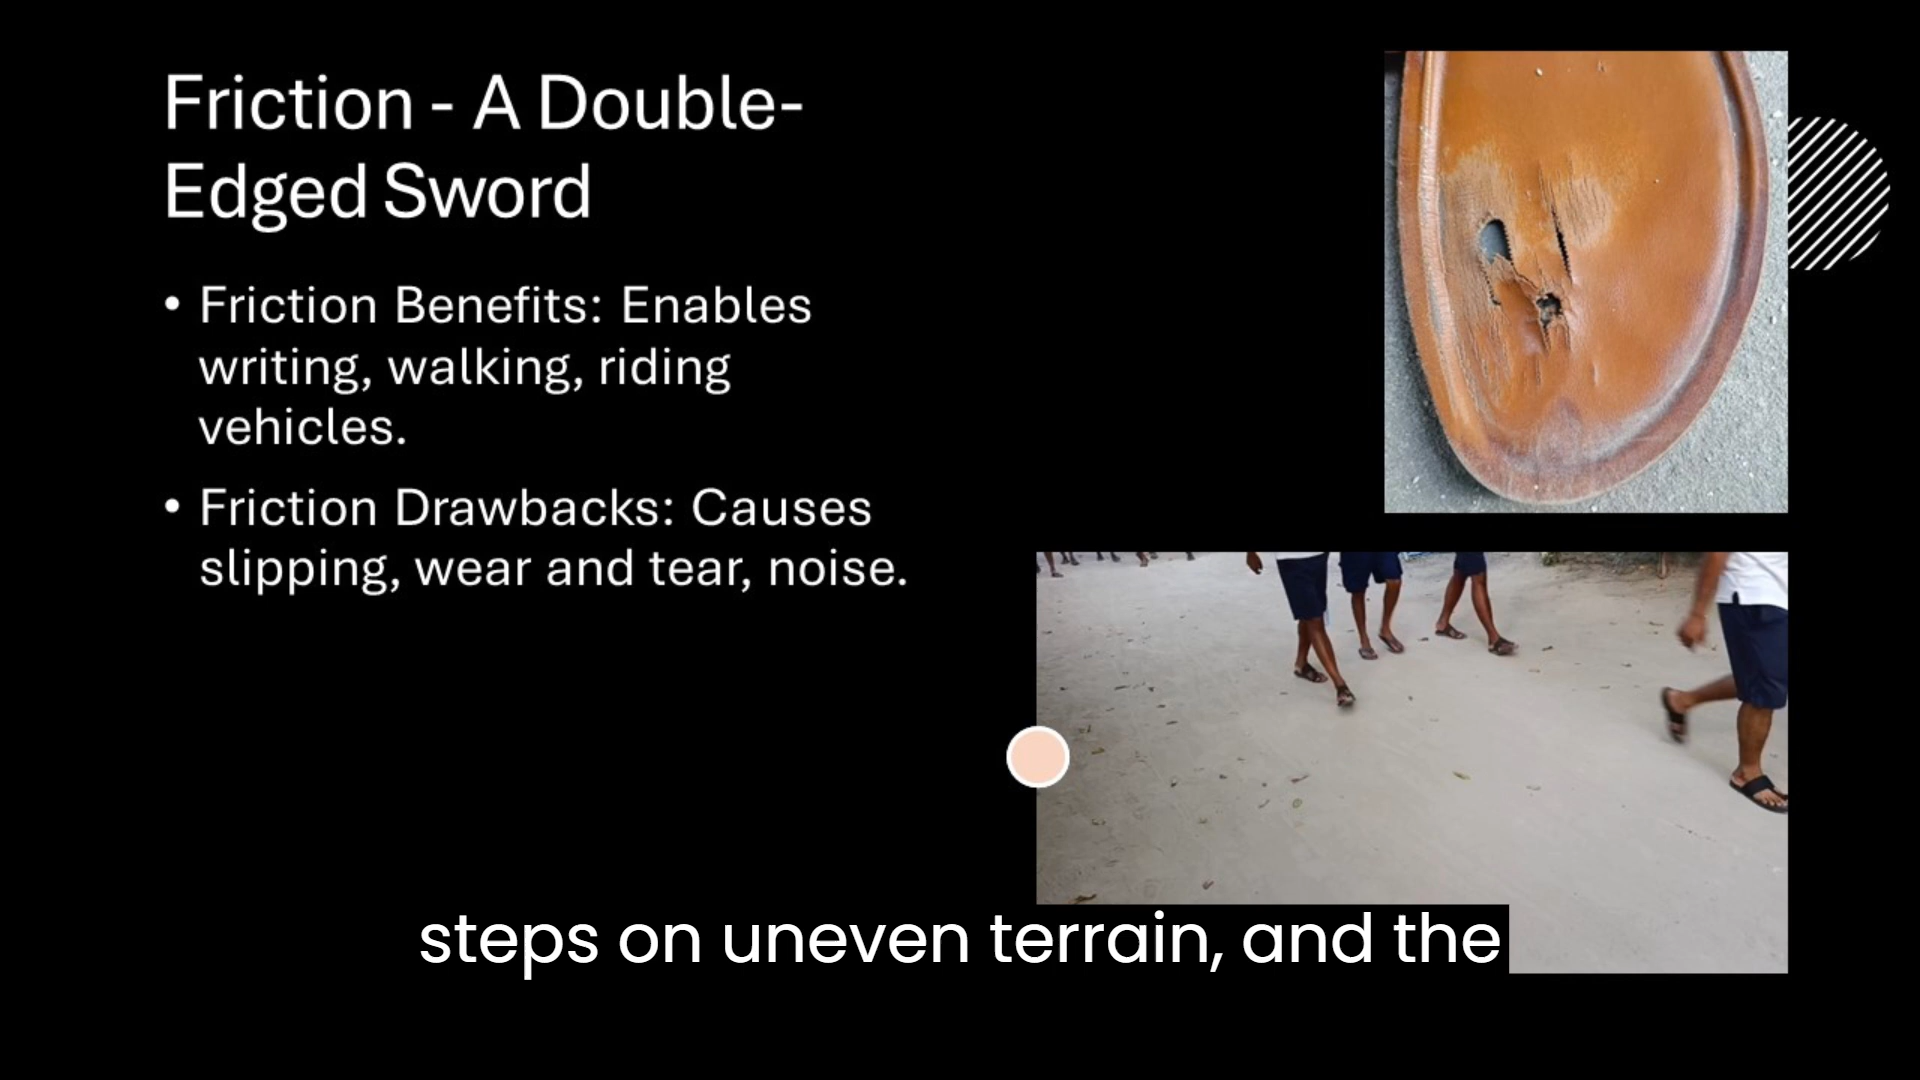 Friction - A Double-
Edged Sword
• Friction Benefits: Enables
writing, walking, riding
vehicles.
• Friction Drawbacks: Causes
slipping, wear and tear, noise.
steps on uneven terrain, and the